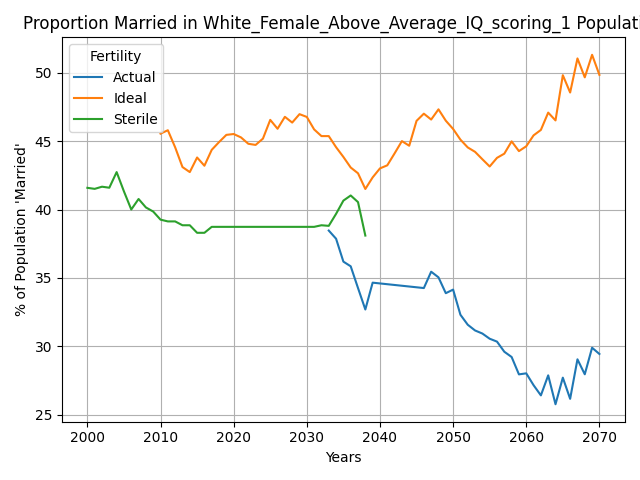 Proportion Married in White_Female_Above_Average_IQ_scoring_1 Populati
Fertility
Actual
Ideal
Sterile
% of Population 'Married'
50
45
40
35
30
25
2000
2010
2020
2030
2040
2050
2060
2070
Years